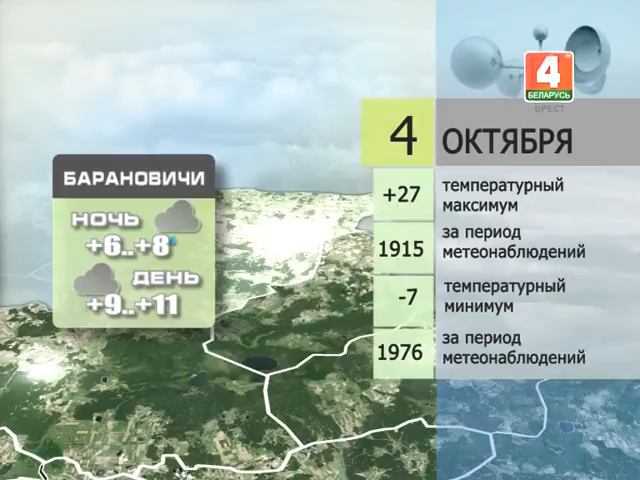 4
БЕЛАРУСЬ
БРЕСТ
4 ОКТЯБРЯ
БАРАНОВИЧИ
НОЧЬ
+6..+8
ДЕНЬ
+9..+11
+27 температурный
максимум
1915 за период
метеонаблюдений
-7 температурный
минимум
1976 за период
метеонаблюдений